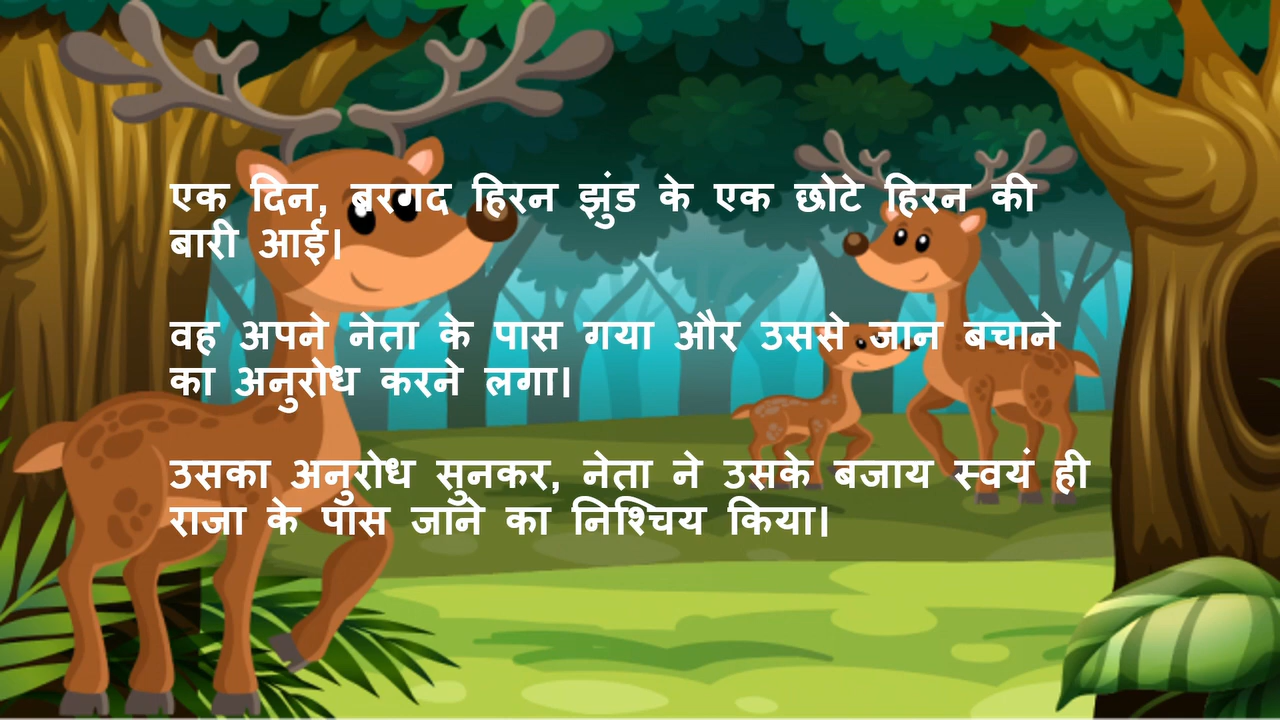 एक दिन, बरगद हिरन झुंड के एक छोटे हिरन की
बारी आई।
वह अपने नेता के पास गया और उससे जान बचाने
का अनुरोध करने लगा।
उसका अनुरोध सुनकर, नेता ने उसके बजाय स्वयं ही
राजा के पास जाने का निश्चिय किया।